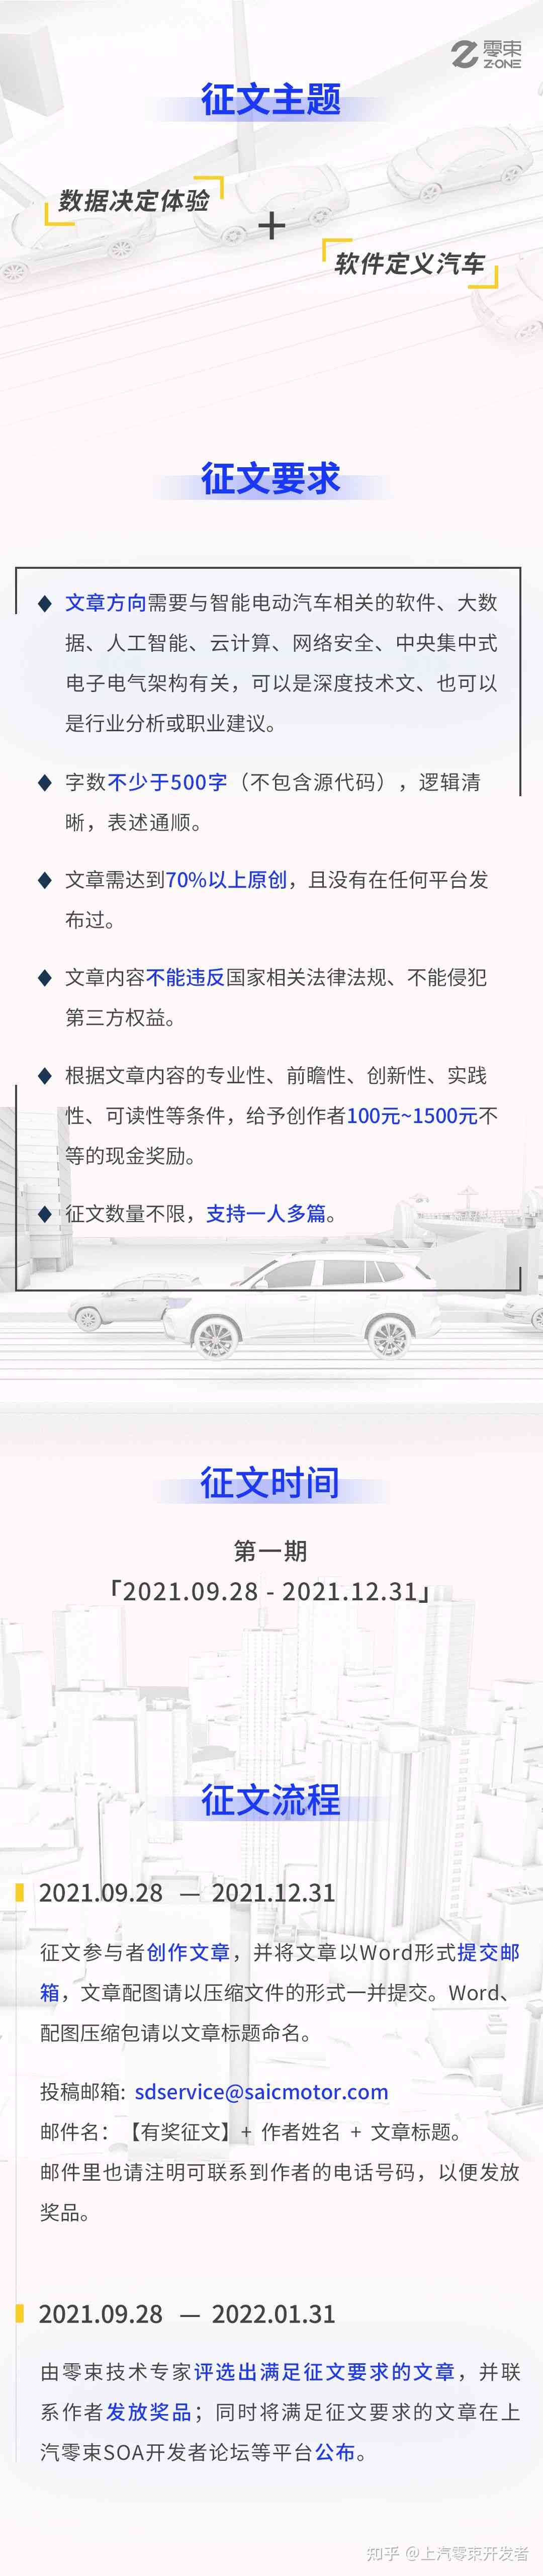 零束
Z-ONE
征文主题
数据决定体验
+
软件定义汽车
征文要求
文章方向需要与智能电动汽车相关的软件、大数
据、人工智能、云计算、网络安全、中央集中式
电子电气架构有关，可以是深度技术文、也可以
是行业分析或职业建议。
字数不少于500字（不包含源代码），逻辑清
晰，表述通顺。
文章需达到70%以上原创，且没有在任何平台发
布过。
文章内容不能违反国家相关法律法规、不能侵犯
第三方权益。
根据文章内容的专业性、前瞻性、创新性、实践
性、可读性等条件，给予创作者100元~1500元不
等的现金奖励。
征文数量不限，支持一人多篇。
征文时间
第一期
「2021.09.28 - 2021.12.31」
征文流程
2021.09.28 — 2021.12.31
征文参与者创作文章，并将文章以Word形式提交邮
箱，文章配图请以压缩文件的形式一并提交。Word、
配图压缩包请以文章标题命名。
投稿邮箱: sdservice@saicmotor.com
邮件名：【有奖征文】+ 作者姓名 + 文章标题。
邮件里也请注明可联系到作者的电话号码，以便发放
奖品。
2021.09.28 — 2022.01.31
由零束技术专家评选出满足征文要求的文章，并联
系作者发放奖品；同时将满足征文要求的文章在上
汽零束SOA开发者论坛等平台公布。
知乎 @上汽零束开发者